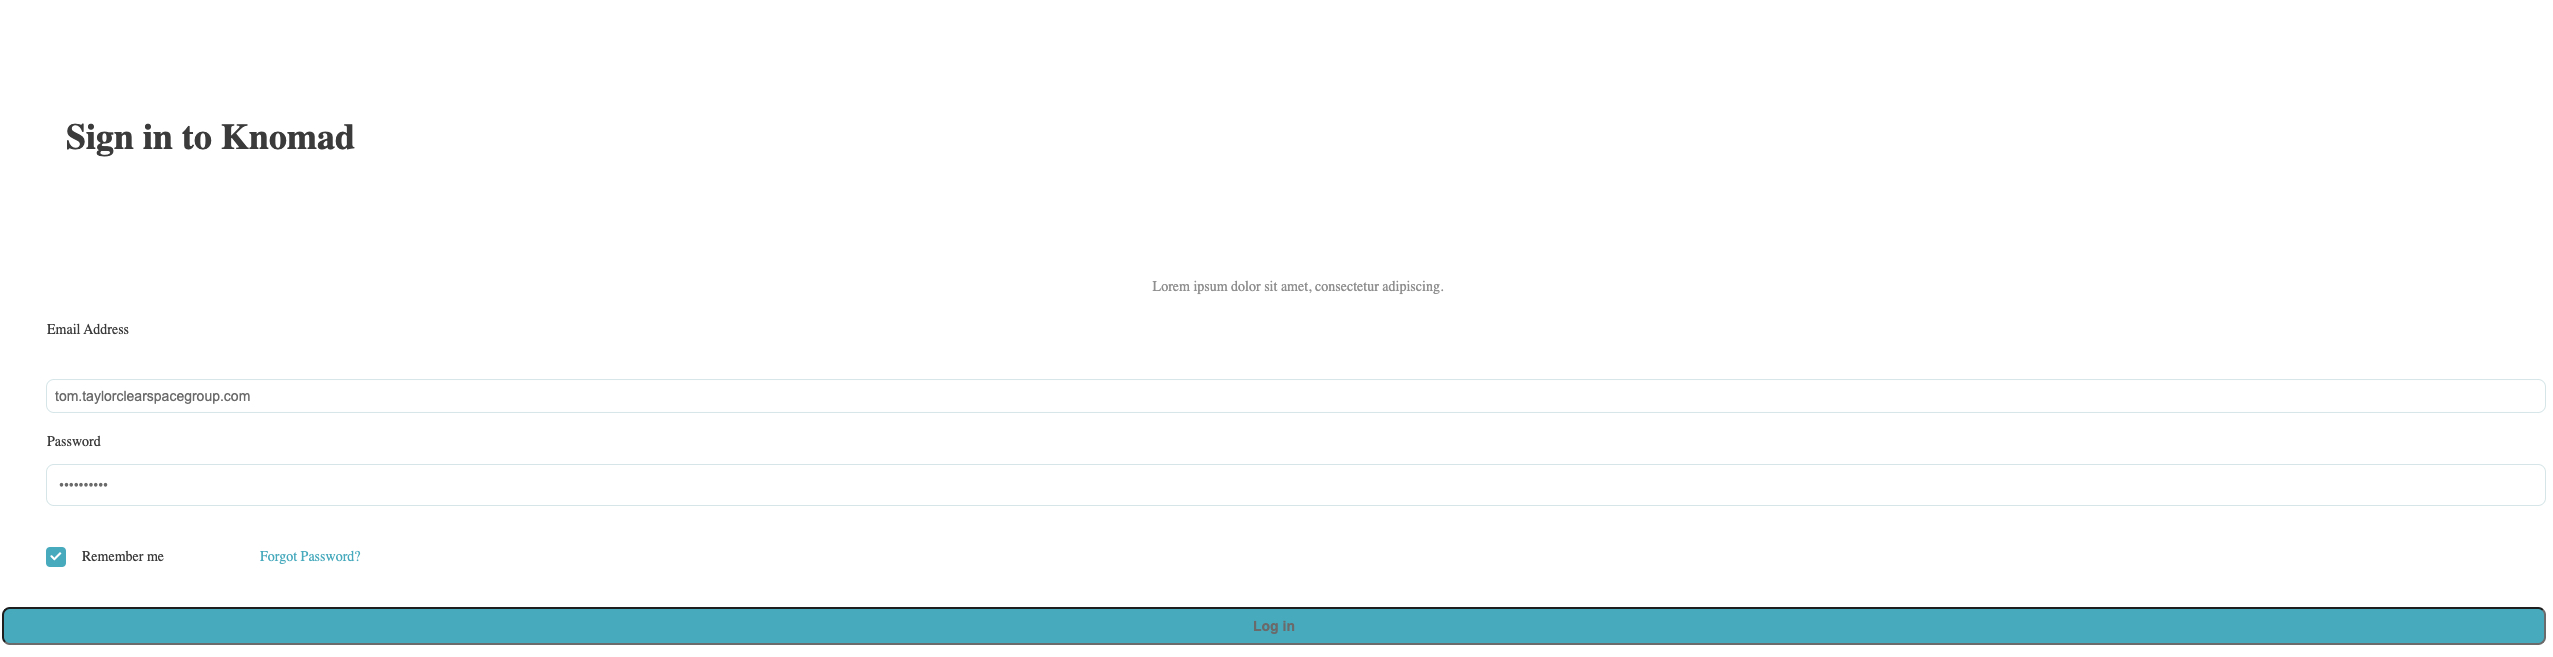 Sign in to Knomad
Lorem ipsum dolor sit amet, consectetur adipiscing.
Email Address
tom.taylorclearspacegroup.com
Password
••••••••••
Remember me Forgot Password?
Log in